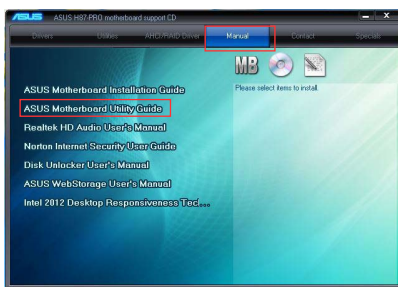 ASUS ASUS H87-PRO motherboard support CD
Drivers Utilities AHCI/RAID Driver Manual Contact Specials
MB
Please select items to install.
ASUS Motherboard Installation Guide
ASUS Motherboard Utility Guide
Realtek HD Audio User's Manual
Norton Internet Security User Guide
Disk Unlocker User's Manual
ASUS WebStorage User's Manual
Intel 2012 Desktop Responsiveness Tec...